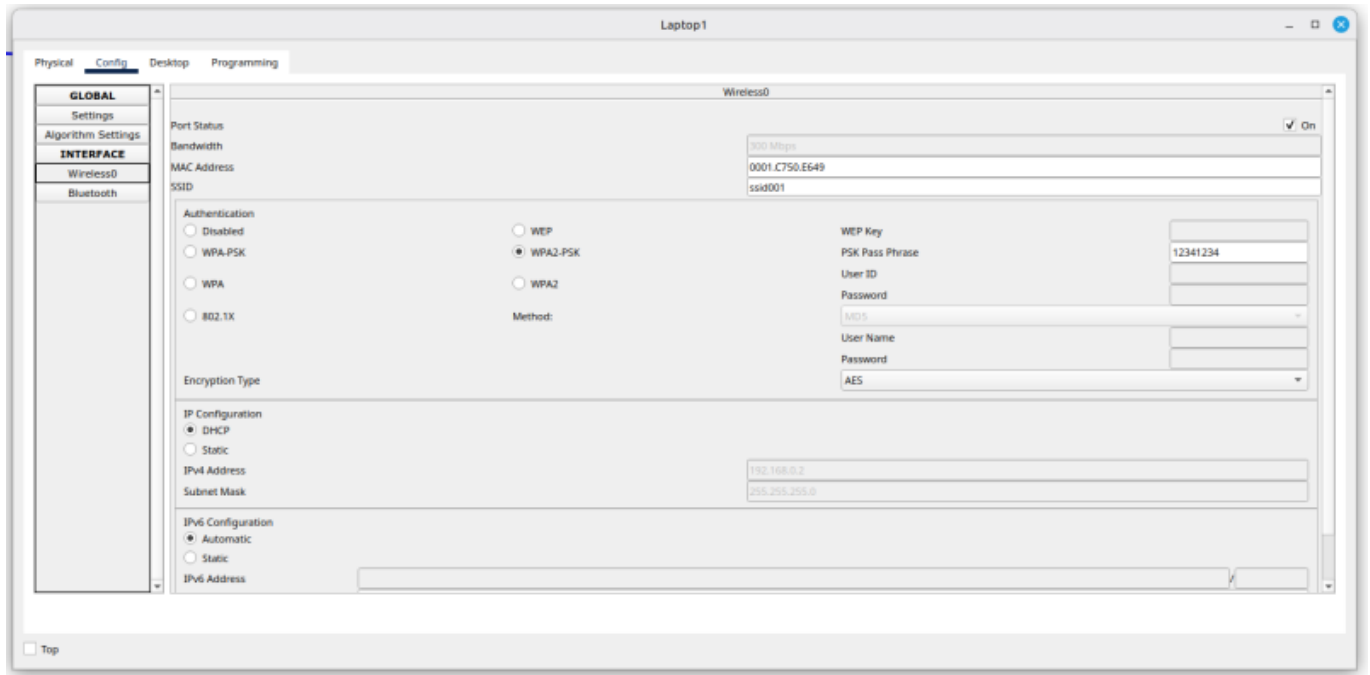 Laptop1
Physical Config Desktop Programming
GLOBAL
Settings
Algorithm Settings
INTERFACE
Wireless0
Bluetooth
Wireless0
Port Status On
Bandwidth 300 Mbps
MAC Address 0001.C750.E649
SSID ssid001
Authentication
Disabled WEP WEP Key
WPA-PSK WPA2-PSK PSK Pass Phrase 12341234
User ID
WPA WPA2
Password
802.1X Method: MD5
User Name
Password
Encryption Type AES
IP Configuration
DHCP
Static
IPv4 Address 192.168.0.2
Subnet Mask 255.255.255.0
IPv6 Configuration
Automatic
Static
IPv6 Address /
Top